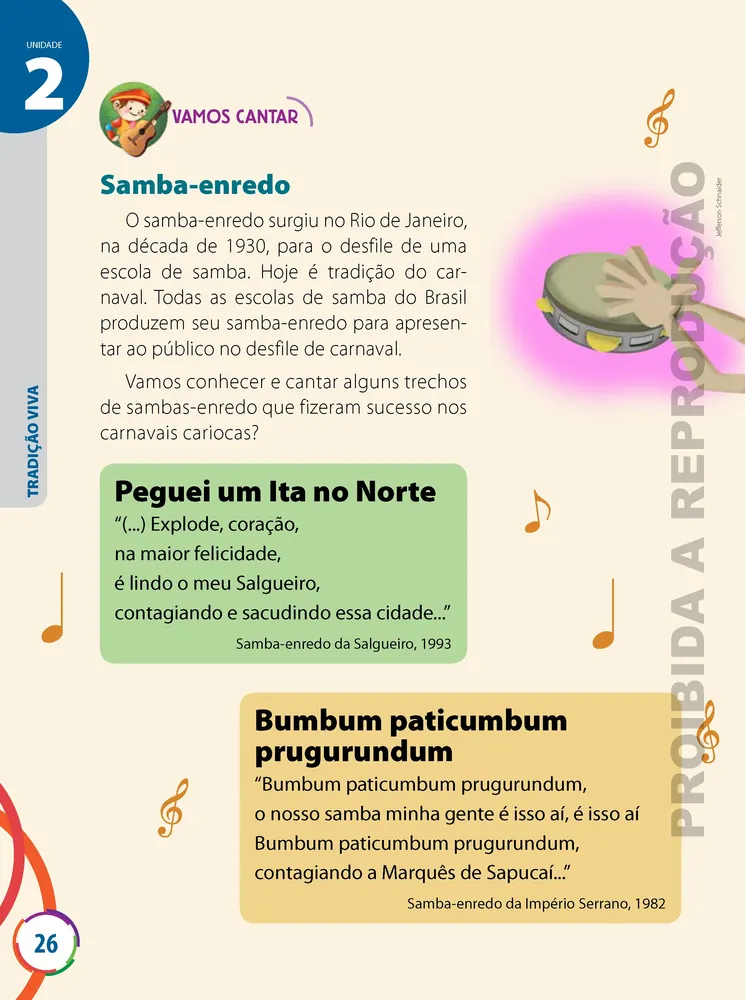 UNIDADE
2
VAMOS CANTAR
Samba-enredo
O samba-enredo surgiu no Rio de Janeiro,
na década de 1930, para o desfile de uma
escola de samba. Hoje é tradição do car-
naval. Todas as escolas de samba do Brasil
produzem seu samba-enredo para apresen-
tar ao público no desfile de carnaval.
Vamos conhecer e cantar alguns trechos
de sambas-enredo que fizeram sucesso nos
carnavais cariocas?
Jefferson Schnaider
TRADIÇÃO VIVA
Peguei um Ita no Norte
“(...) Explode, coração,
na maior felicidade,
é lindo o meu Salgueiro,
contagiando e sacudindo essa cidade...”
Samba-enredo da Salgueiro, 1993
Bumbum paticumbum
prugurundum
“Bumbum paticumbum prugurundum,
o nosso samba minha gente é isso aí, é isso aí
Bumbum paticumbum prugurundum,
contagiando a Marquês de Sapucaí...”
Samba-enredo da Império Serrano, 1982
PROIBIDA A REPRODUÇÃO
26